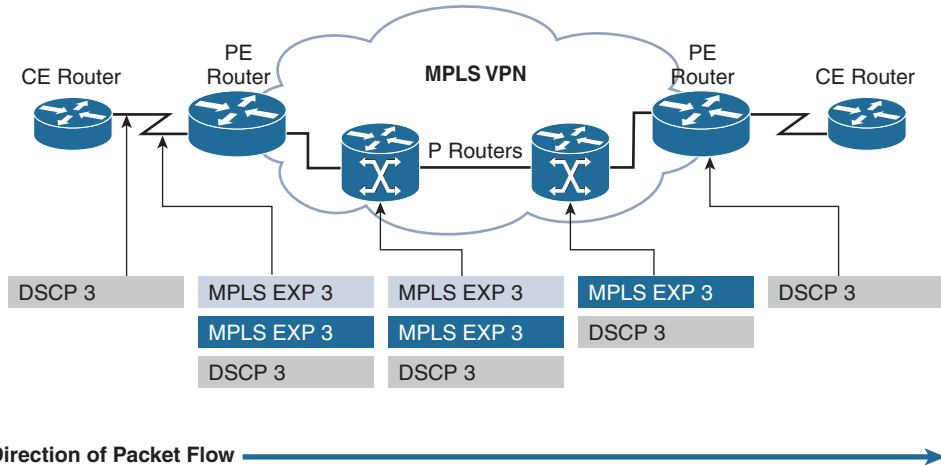 PE
Router
CE Router
MPLS VPN
PE
Router
CE Router
P Routers
DSCP 3
MPLS EXP 3
MPLS EXP 3
DSCP 3
MPLS EXP 3
MPLS EXP 3
DSCP 3
MPLS EXP 3
DSCP 3
DSCP 3
Direction of Packet Flow